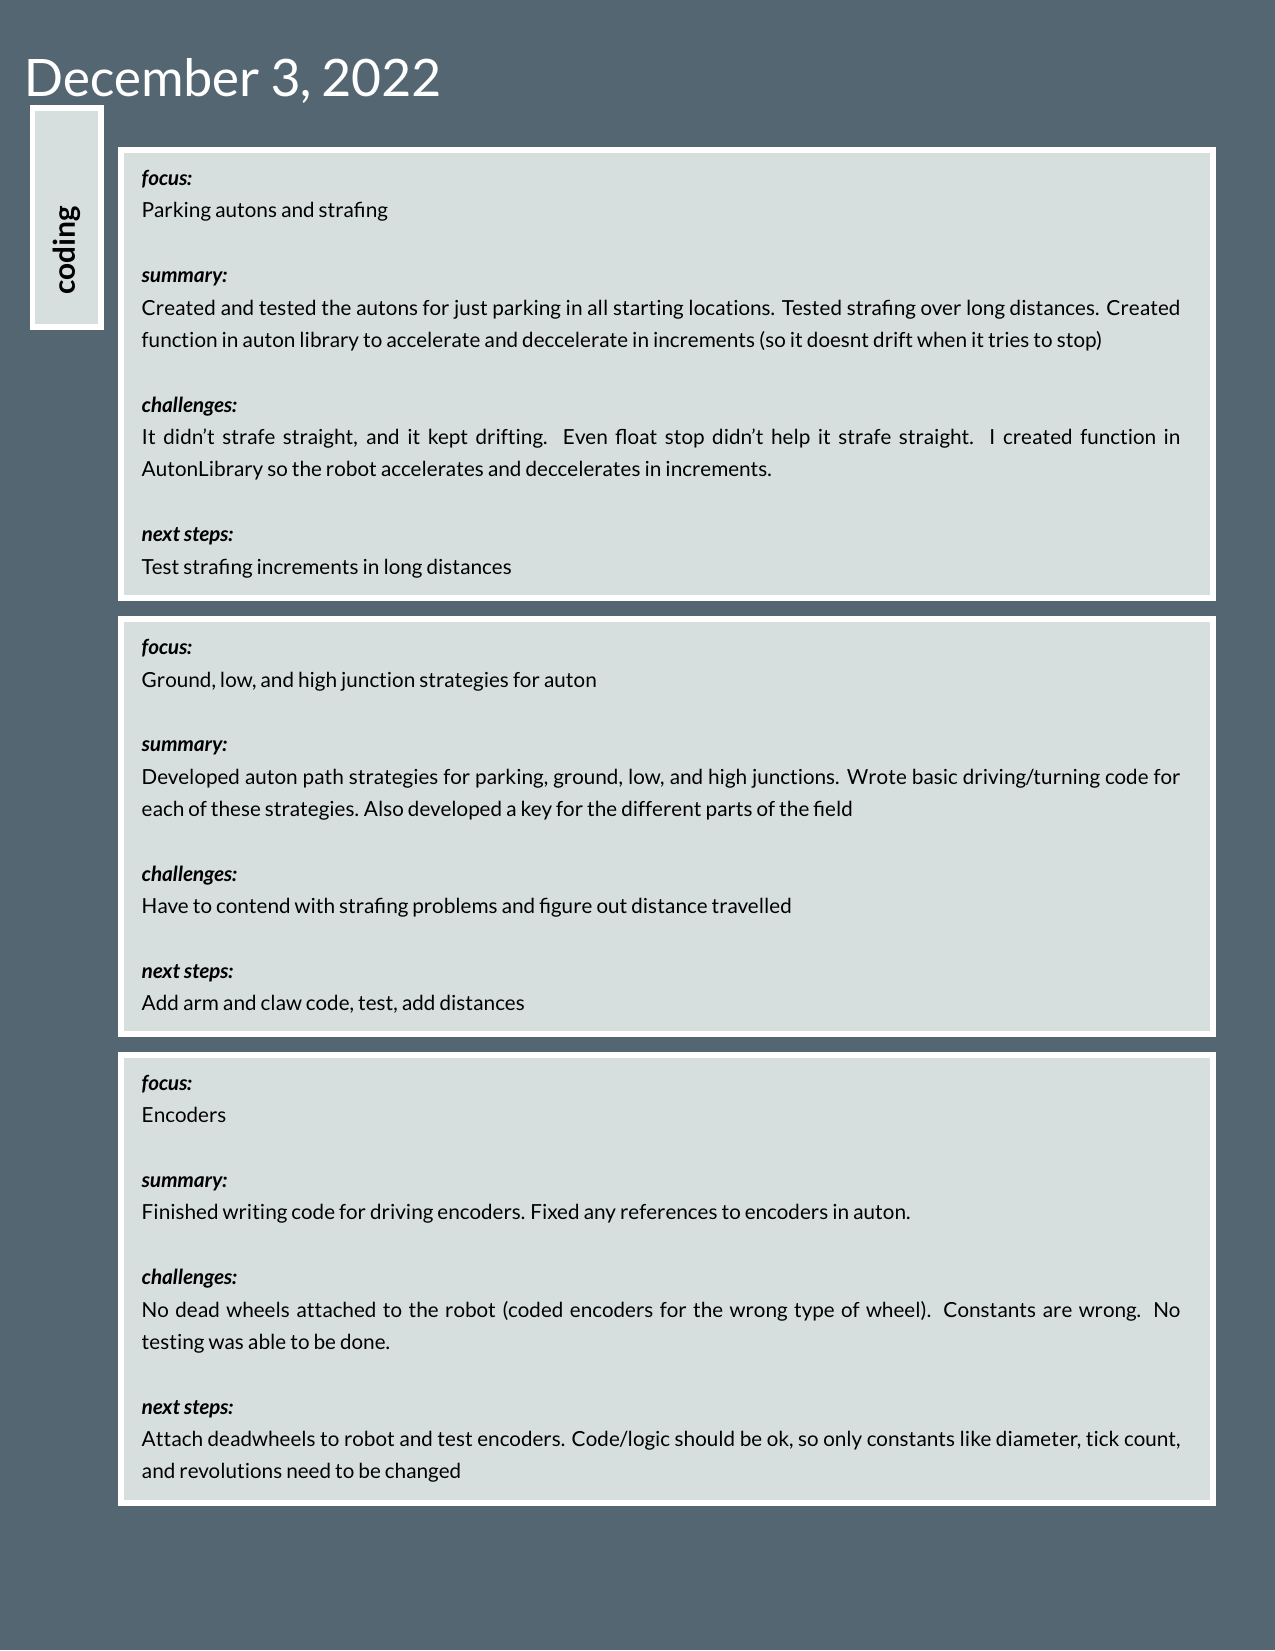 December 3, 2022
coding
focus:
Parking autons and strafing
summary:
Created and tested the autons for just parking in all starting locations. Tested strafing over long distances. Created
function in auton library to accelerate and deccelerate in increments (so it doesnt drift when it tries to stop)
challenges:
It didn’t strafe straight, and it kept drifting. Even float stop didn’t help it strafe straight. I created function in
AutonLibrary so the robot accelerates and deccelerates in increments.
next steps:
Test strafing increments in long distances
focus:
Ground, low, and high junction strategies for auton
summary:
Developed auton path strategies for parking, ground, low, and high junctions. Wrote basic driving/turning code for
each of these strategies. Also developed a key for the different parts of the field
challenges:
Have to contend with strafing problems and figure out distance travelled
next steps:
Add arm and claw code, test, add distances
focus:
Encoders
summary:
Finished writing code for driving encoders. Fixed any references to encoders in auton.
challenges:
No dead wheels attached to the robot (coded encoders for the wrong type of wheel). Constants are wrong. No
testing was able to be done.
next steps:
Attach deadwheels to robot and test encoders. Code/logic should be ok, so only constants like diameter, tick count,
and revolutions need to be changed